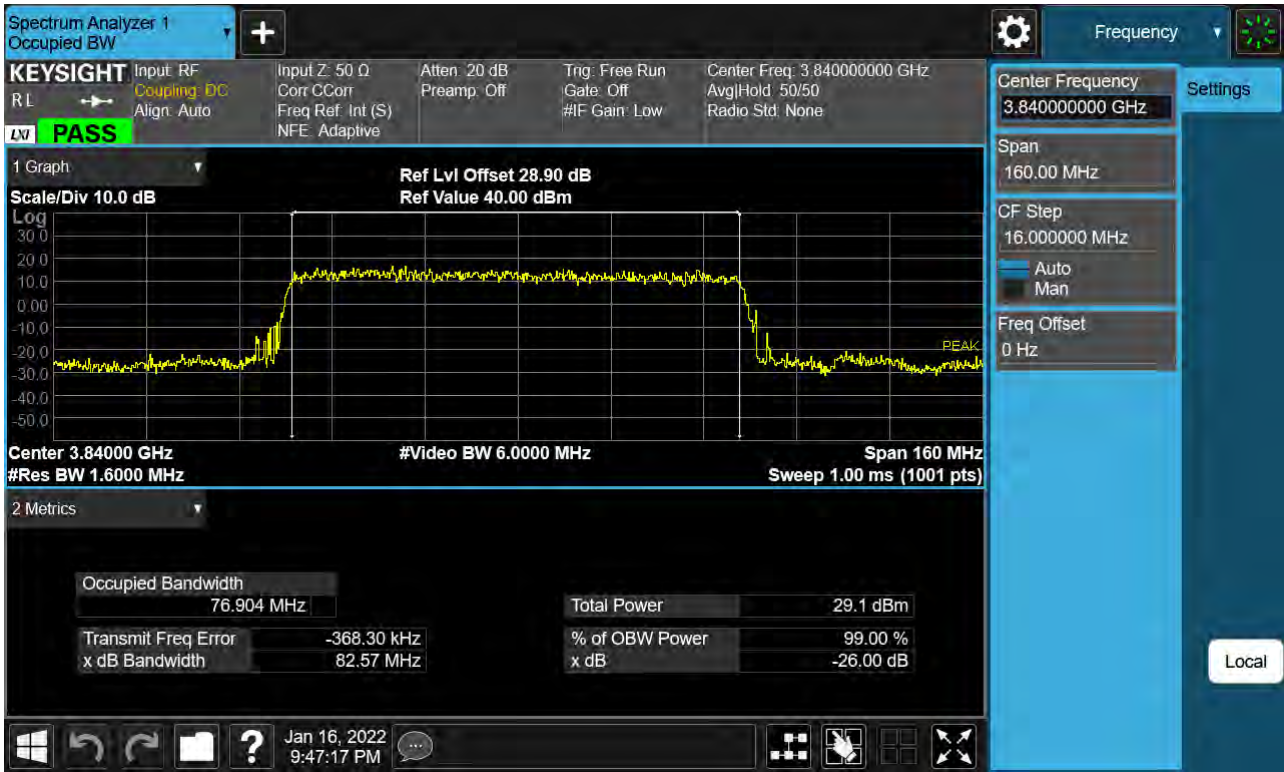 Spectrum Analyzer 1
Occupied BW
Frequency
KEYSIGHT
RL
LXI PASS
Input: RF
Coupling: DC
Align: Auto
Input Z: 50 Ω
Corr CCorr
Freq Ref: Int (S)
NFE: Adaptive
Atten: 20 dB
Preamp: Off
Trig: Free Run
Gate: Off
#IF Gain: Low
Center Freq: 3.840000000 GHz
Avg|Hold: 50/50
Radio Std: None
Center Frequency
3.840000000 GHz
Settings
Span
160.00 MHz
CF Step
16.000000 MHz
Auto
Man
Freq Offset
0 Hz
Local
1 Graph
Scale/Div 10.0 dB
Ref Lvl Offset 28.90 dB
Ref Value 40.00 dBm
Log
30.0
20.0
10.0
0.00
-10.0
-20.0
-30.0
-40.0
-50.0
PEAK
Center 3.84000 GHz
#Video BW 6.0000 MHz
Span 160 MHz
#Res BW 1.6000 MHz
Sweep 1.00 ms (1001 pts)
2 Metrics
Occupied Bandwidth
76.904 MHz
Total Power 29.1 dBm
Transmit Freq Error -368.30 kHz
% of OBW Power 99.00 %
x dB Bandwidth 82.57 MHz
x dB -26.00 dB
?
Jan 16, 2022
9:47:17 PM